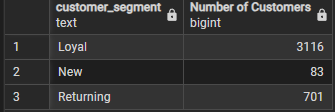 customer_segment Number of Customers
text bigint
1 Loyal 3116
2 New 83
3 Returning 701